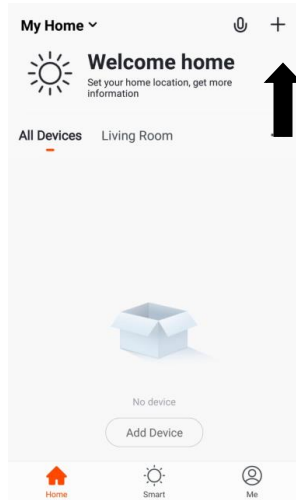 My Home
Welcome home
Set your home location, get more
information
All Devices Living Room
No device
Add Device
Home Smart Me